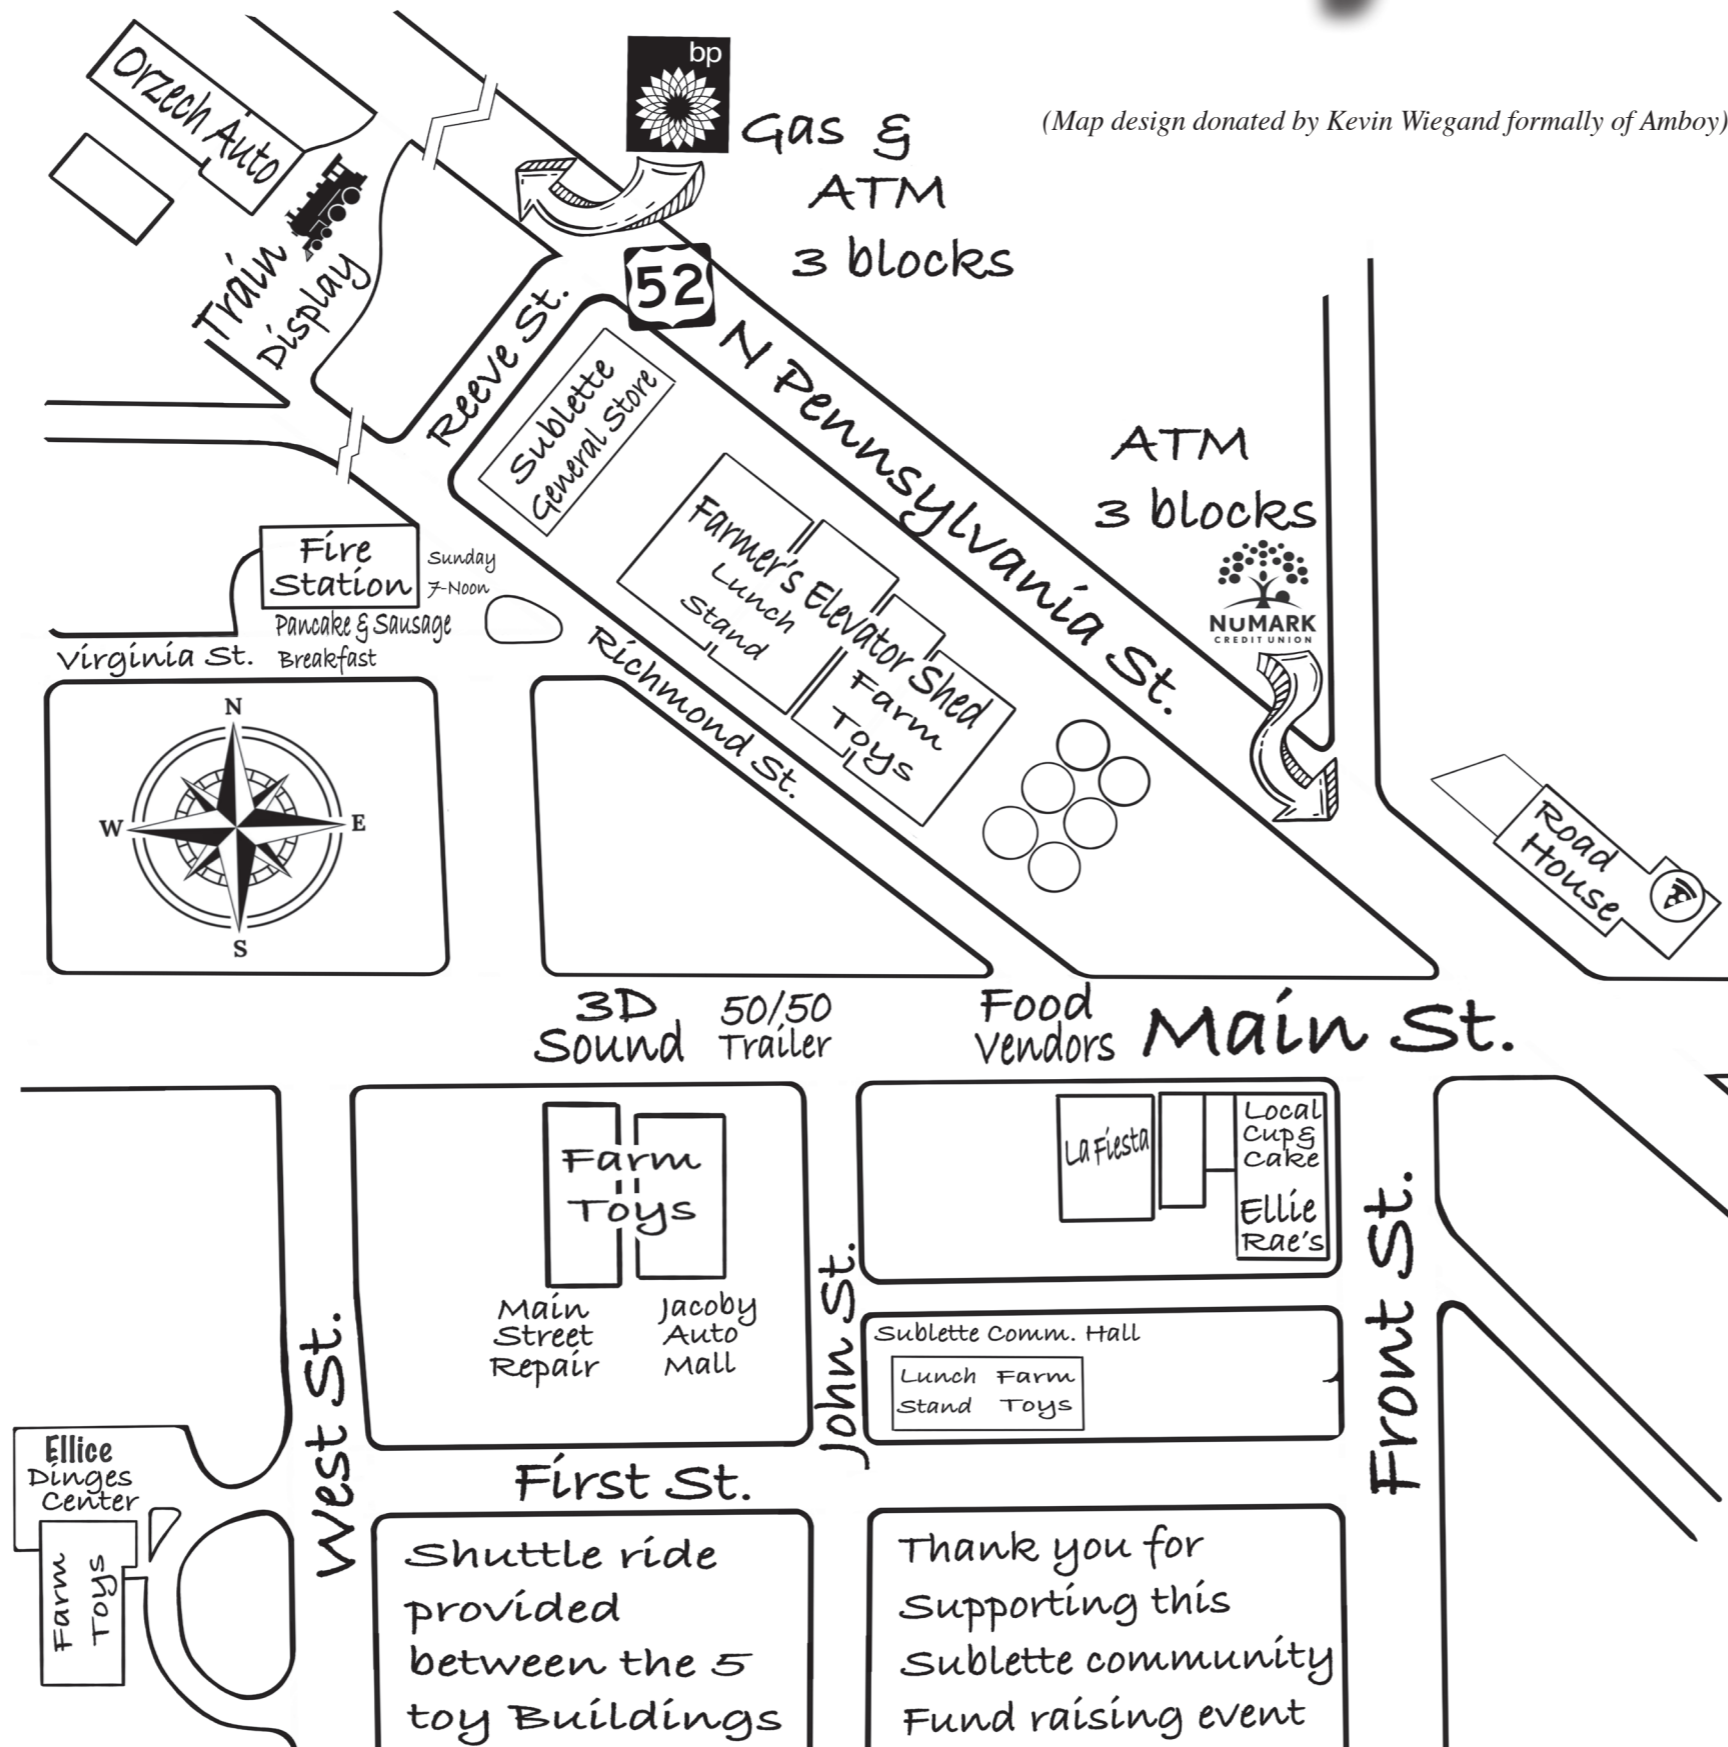 Orzech Auto
bp
Gas &
ATM
3 blocks
(Map design donated by Kevin Wiegand formally of Amboy)
Train
Display
52
Reeve St.
N Pennsylvania St.
Sublette
General Store
ATM
3 blocks
NUMARK
CREDIT UNION
Farmer's Elevator Shed
Lunch
Stand
Farm
Toys
Fire
Station
Sunday
7-Noon
Pancake & Sausage
Breakfast
Virginia St.
Richmond St.
N
W
E
S
Road
House
3D
Sound
50/50
Trailer
Food
Vendors
Main St.
Farm
Toys
Main
Street
Repair
Jacoby
Auto
Mall
La Fiesta
Local
Cup &
Cake
Ellie
Rae's
West St.
John St.
Front St.
Sublette Comm. Hall
Lunch
Stand
Farm
Toys
First St.
Ellice
Dinges
Center
Farm
Toys
Shuttle ride
provided
between the 5
toy Buildings
Thank you for
Supporting this
Sublette community
Fund raising event